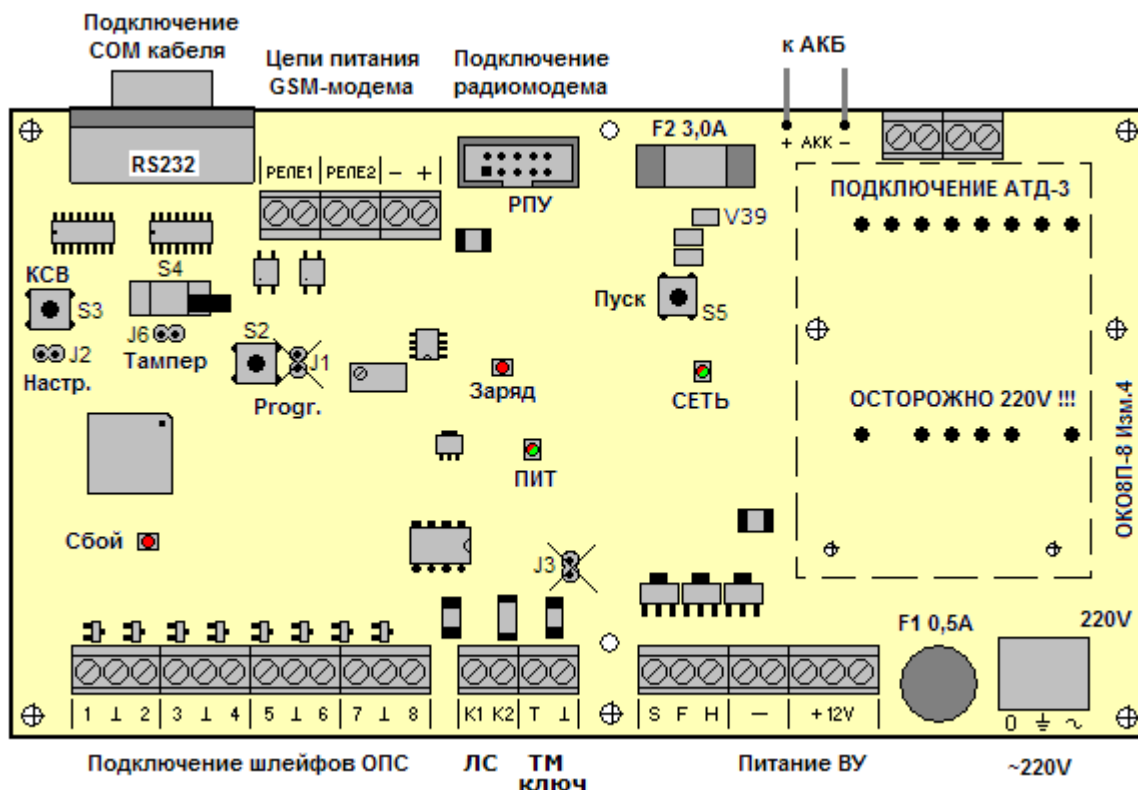 Подключение
COM кабеля
Цепи питания
GSM-модема
Подключение
радиомодема
к АКБ
RS232
РЕЛЕ1 РЕЛЕ2 – +
РПУ
F2 3,0А
+ АКК –
ПОДКЛЮЧЕНИЕ АТД-3
V39
КСВ
S4
S3
Пуск
S5
J6
J2
Тампер
Настр.
S2
J1
Progr.
Заряд
СЕТЬ
ОСТОРОЖНО 220V !!!
ОКО8П-8 Изм.4
ПИТ
Сбой
J3
F1 0,5А
220V
1 ⊥ 2 3 ⊥ 4 5 ⊥ 6 7 ⊥ 8
К1 К2 Т ⊥
S F H — +12V
0 ⏚ ~
Подключение шлейфов ОПС
ЛС
ТМ
ключ
Питание ВУ
~220V